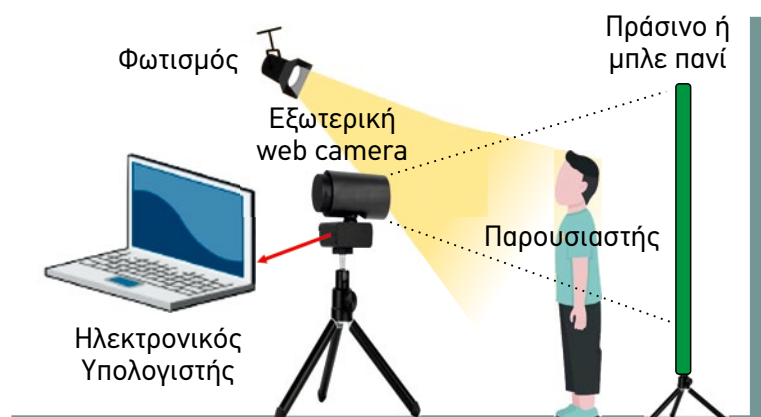 Πράσινο ή
μπλε πανί
Φωτισμός
Εξωτερική
web camera
Παρουσιαστής
Ηλεκτρονικός
Υπολογιστής